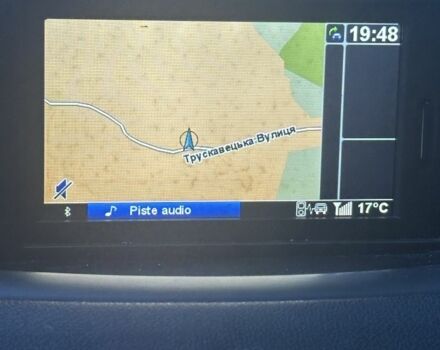 19:48
Трускавецька Вулиця
Piste audio
17°C